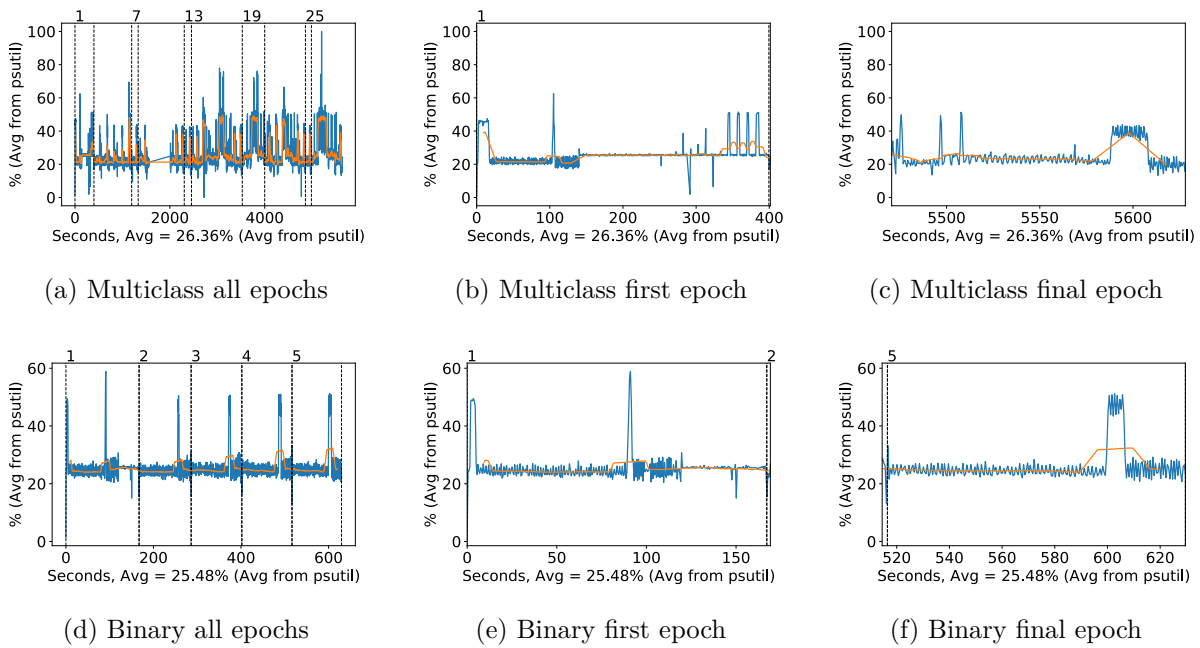 1 7 13 19 25
% (Avg from psutil)
100
80
60
40
20
0
0 2000 4000
Seconds, Avg = 26.36% (Avg from psutil)
(a) Multiclass all epochs
1
% (Avg from psutil)
100
80
60
40
20
0
0 100 200 300 400
Seconds, Avg = 26.36% (Avg from psutil)
(b) Multiclass first epoch
% (Avg from psutil)
100
80
60
40
20
0
5500 5550 5600
Seconds, Avg = 26.36% (Avg from psutil)
(c) Multiclass final epoch
1 2 3 4 5
% (Avg from psutil)
60
40
20
0
0 200 400 600
Seconds, Avg = 25.48% (Avg from psutil)
(d) Binary all epochs
1 2
% (Avg from psutil)
60
40
20
0
0 50 100 150
Seconds, Avg = 25.48% (Avg from psutil)
(e) Binary first epoch
5
% (Avg from psutil)
60
40
20
0
520 540 560 580 600 620
Seconds, Avg = 25.48% (Avg from psutil)
(f) Binary final epoch